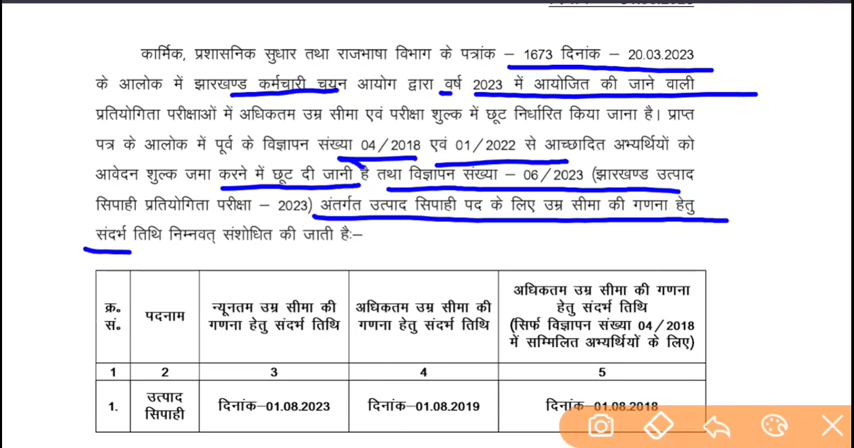 कार्मिक, प्रशासनिक सुधार तथा राजभाषा विभाग के पत्रांक – 1673 दिनांक – 20.03.2023
के आलोक में झारखण्ड कर्मचारी चयन आयोग द्वारा वर्ष 2023 में आयोजित की जाने वाली
प्रतियोगिता परीक्षाओं में अधिकतम उम्र सीमा एवं परीक्षा शुल्क में छूट निर्धारित किया जाना है। प्राप्त
पत्र के आलोक में पूर्व के विज्ञापन संख्या 04/2018 एवं 01/2022 से आच्छादित अभ्यर्थियों को
आवेदन शुल्क जमा करने में छूट दी जानी है तथा विज्ञापन संख्या – 06/2023 (झारखण्ड उत्पाद
सिपाही प्रतियोगिता परीक्षा – 2023) अंतर्गत उत्पाद सिपाही पद के लिए उम्र सीमा की गणना हेतु
संदर्भ तिथि निम्नवत् संशोधित की जाती है:–
क्र० सं० पदनाम न्यूनतम उम्र सीमा की गणना हेतु संदर्भ तिथि अधिकतम उम्र सीमा की गणना हेतु संदर्भ तिथि अधिकतम उम्र सीमा की गणना हेतु संदर्भ तिथि (सिर्फ विज्ञापन संख्या 04/2018 में सम्मिलित अभ्यर्थियों के लिए)
1 2 3 4 5
1. उत्पाद सिपाही दिनांक–01.08.2023 दिनांक–01.08.2019 दिनांक–01.08.2018